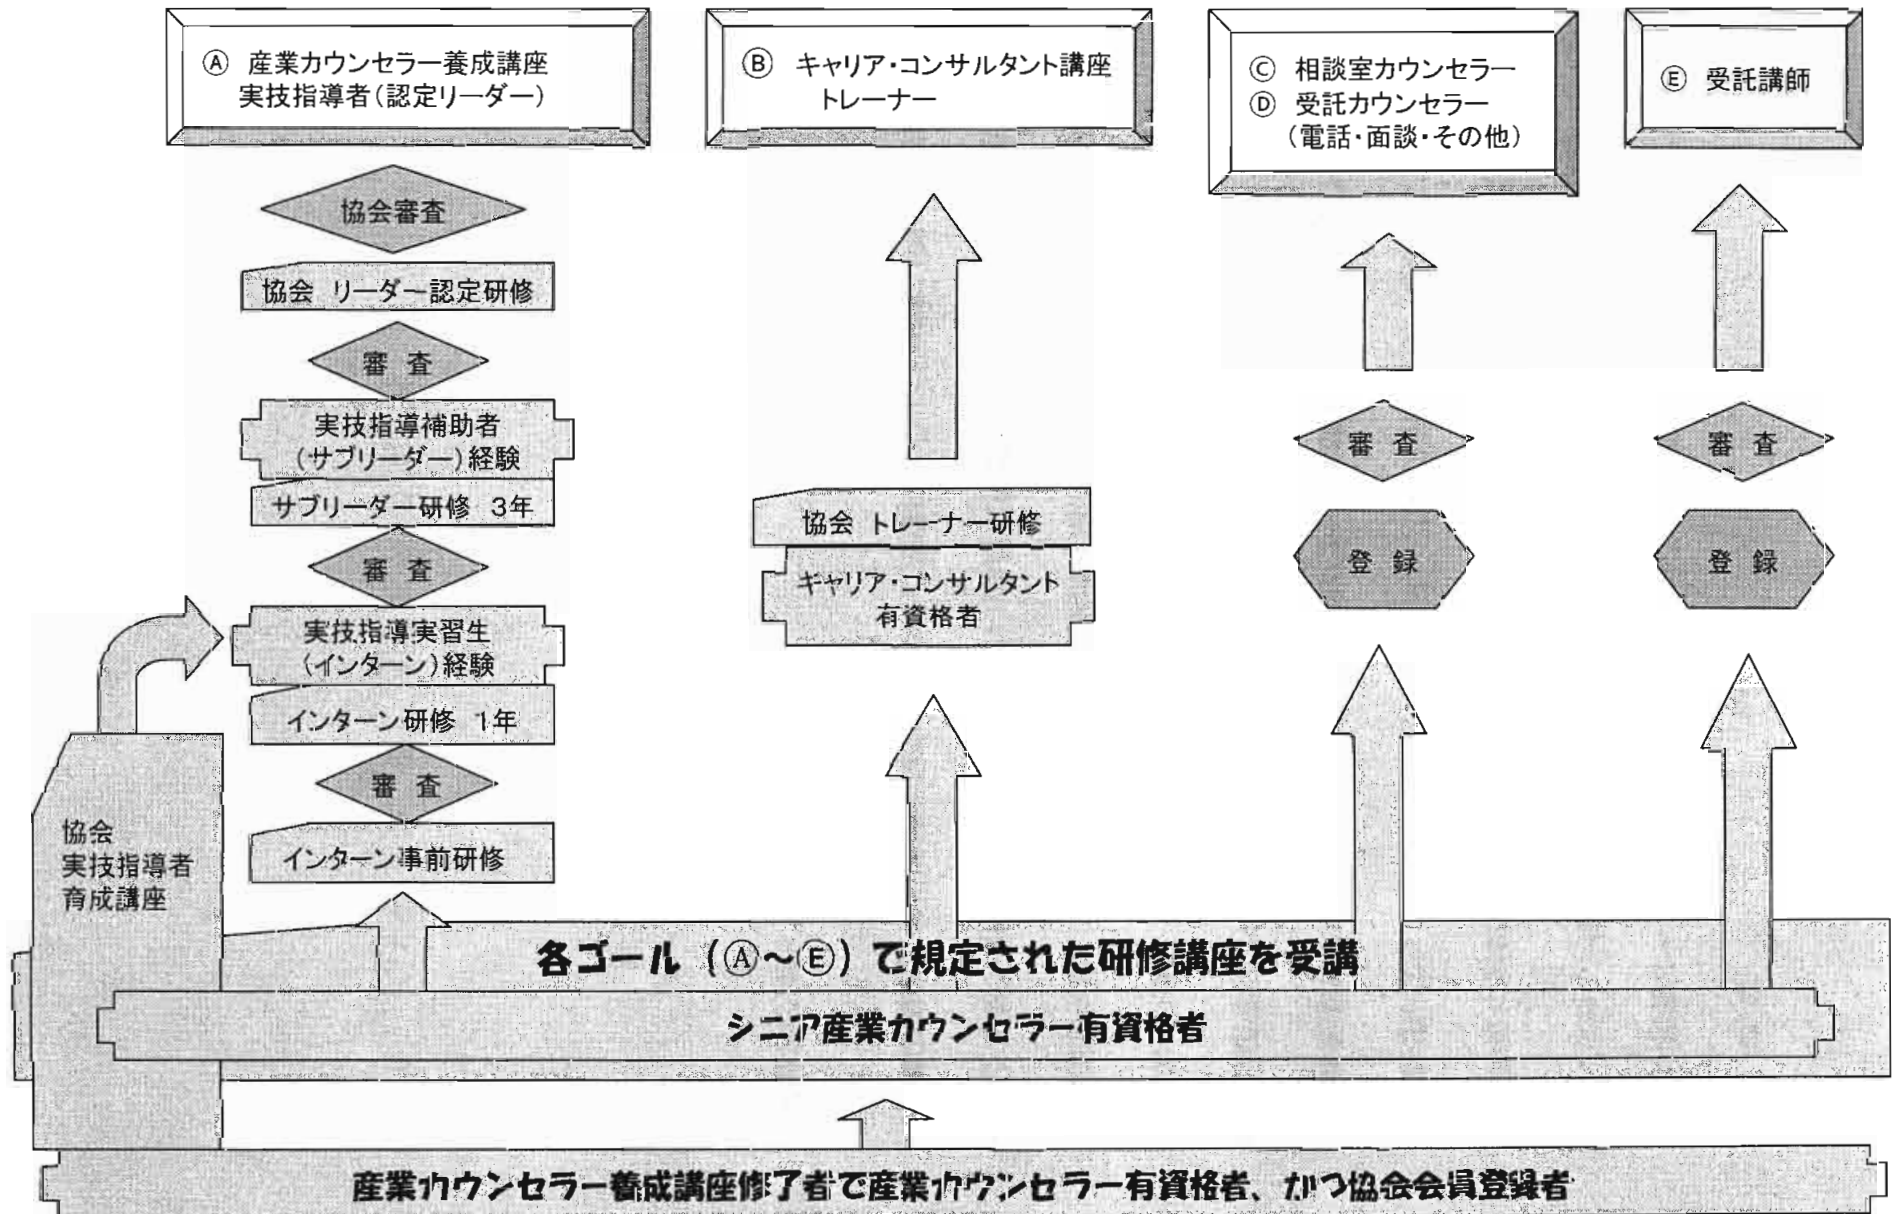 Ⓐ 産業カウンセラー養成講座
実技指導者(認定リーダー)
Ⓑ キャリア・コンサルタント講座
トレーナー
Ⓒ 相談室カウンセラー
Ⓓ 受託カウンセラー
(電話・面談・その他)
Ⓔ 受託講師
協会審査
協会 リーダー認定研修
審 査
実技指導補助者
(サブリーダー)経験
サブリーダー研修 3年
審 査
実技指導実習生
(インターン)経験
インターン研修 1年
審 査
インターン事前研修
協会
実技指導者
育成講座
協会 トレーナー研修
キャリア・コンサルタント
有資格者
審 査
登 録
審 査
登 録
各ゴール(Ⓐ～Ⓔ)で規定された研修講座を受講
シニア産業カウンセラー有資格者
産業カウンセラー養成講座修了者で産業カウンセラー有資格者、かつ協会会員登録者